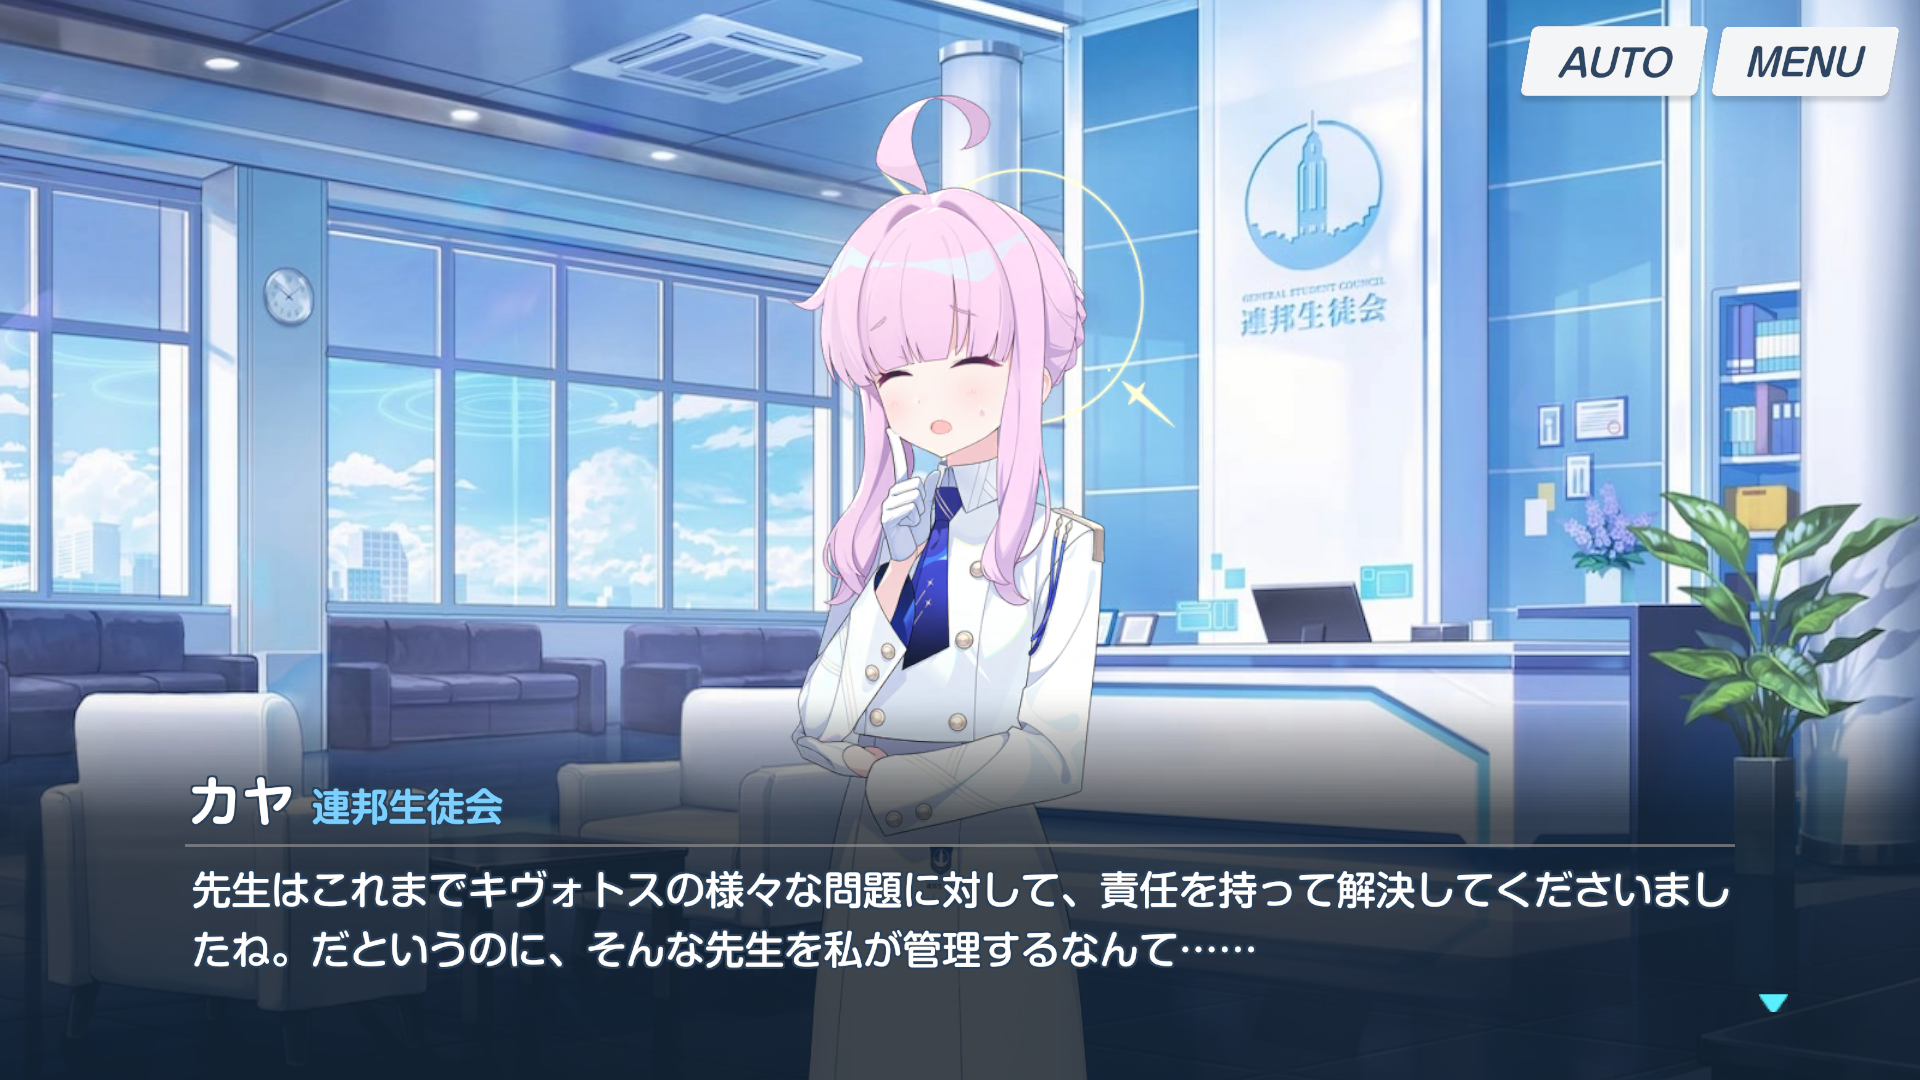 AUTO
MENU
GENERAL STUDENT COUNCIL
連邦生徒会
カヤ 連邦生徒会
先生はこれまでキヴォトスの様々な問題に対して、責任を持って解決してくださいまし
たね。だというのに、そんな先生を私が管理するなんて……